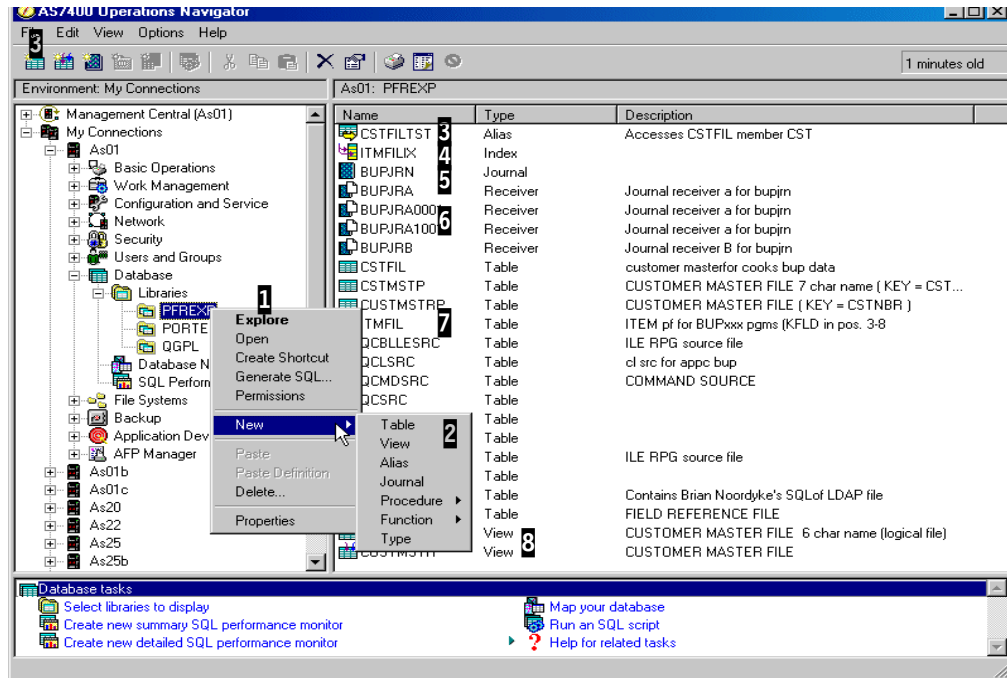 AS/400 Operations Navigator
Edit View Options Help
3
1 minutes old
Environment: My Connections
As01: PFREXP
Management Central (As01)
My Connections
As01
Basic Operations
Work Management
Configuration and Service
Network
Security
Users and Groups
Database
Libraries
PFREXP
PORTE
QGPL
Database N
SQL Perform
File Systems
Backup
Application Dev
AFP Manager
As01b
As01c
As20
As22
As25
As25b
1
Explore
Open
Create Shortcut
Generate SQL...
Permissions
New
Paste
Paste Definition
Delete...
Properties
2
Table
View
Alias
Journal
Procedure
Function
Type
Name Type Description
CSTFILTST 3 Alias Accesses CSTFIL member CST
ITMFILIX 4 Index
BUPJRN 5 Journal
BUPJRA Receiver Journal receiver a for bupjrn
BUPJRA000 Receiver Journal receiver a for bupjrn
BUPJRA100 6 Receiver Journal receiver a for bupjrn
BUPJRB Receiver Journal receiver B for bupjrn
CSTFIL Table customer masterfor cooks bup data
CSTMSTP Table CUSTOMER MASTER FILE 7 char name ( KEY = CST...
CUSTMSTRP Table CUSTOMER MASTER FILE ( KEY = CSTNBR )
TMFIL 7 Table ITEM pf for BUPxxx pgms (KFLD in pos. 3-8
QCBLLESRC Table ILE RPG source file
QCLSRC Table cl src for appc bup
QCMDSRC Table COMMAND SOURCE
QCSRC Table
Table
Table ILE RPG source file
Table
Table Contains Brian Noordyke's SQLof LDAP file
Table FIELD REFERENCE FILE
View 8 CUSTOMER MASTER FILE 6 char name (logical file)
View CUSTOMER MASTER FILE
Database tasks
Select libraries to display
Create new summary SQL performance monitor
Create new detailed SQL performance monitor
Map your database
Run an SQL script
Help for related tasks